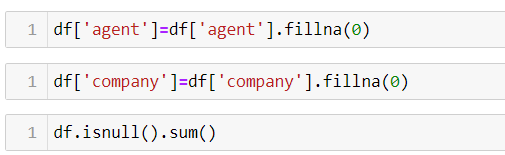 1 df['agent']=df['agent'].fillna(0)
1 df['company']=df['company'].fillna(0)
1 df.isnull().sum()